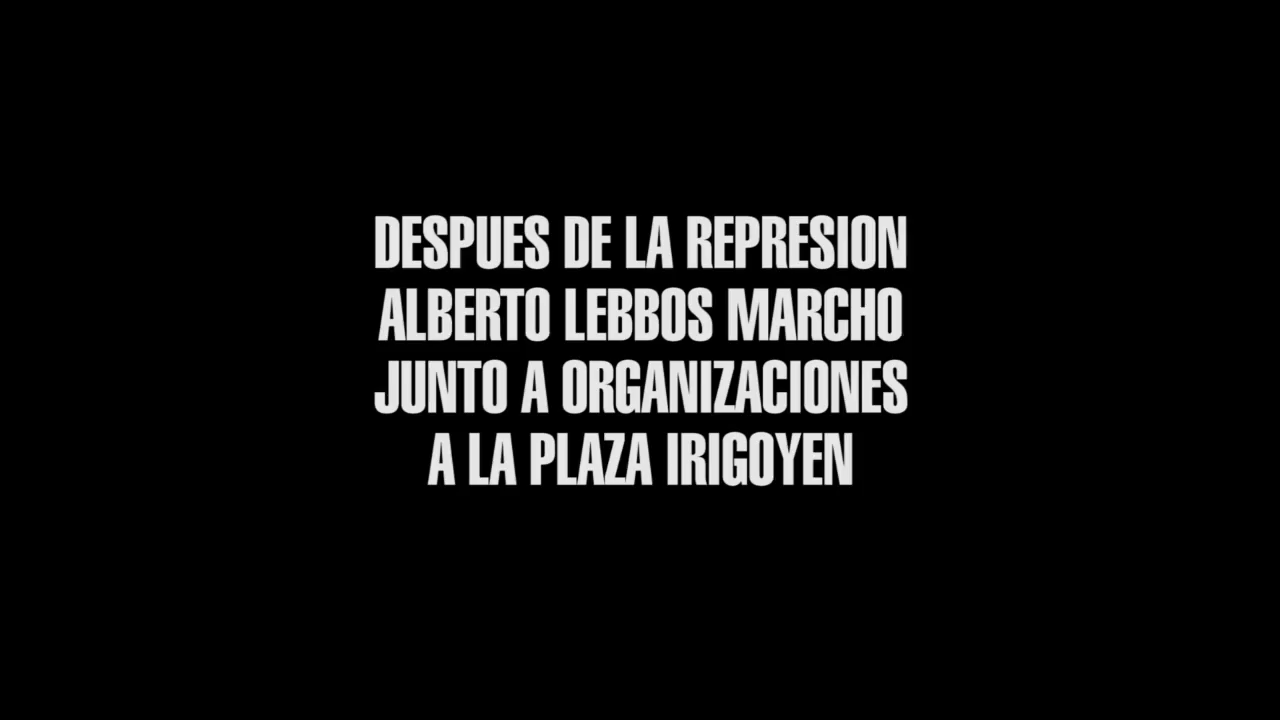 DESPUES DE LA REPRESION
ALBERTO LEBBOS MARCHO
JUNTO A ORGANIZACIONES
A LA PLAZA IRIGOYEN